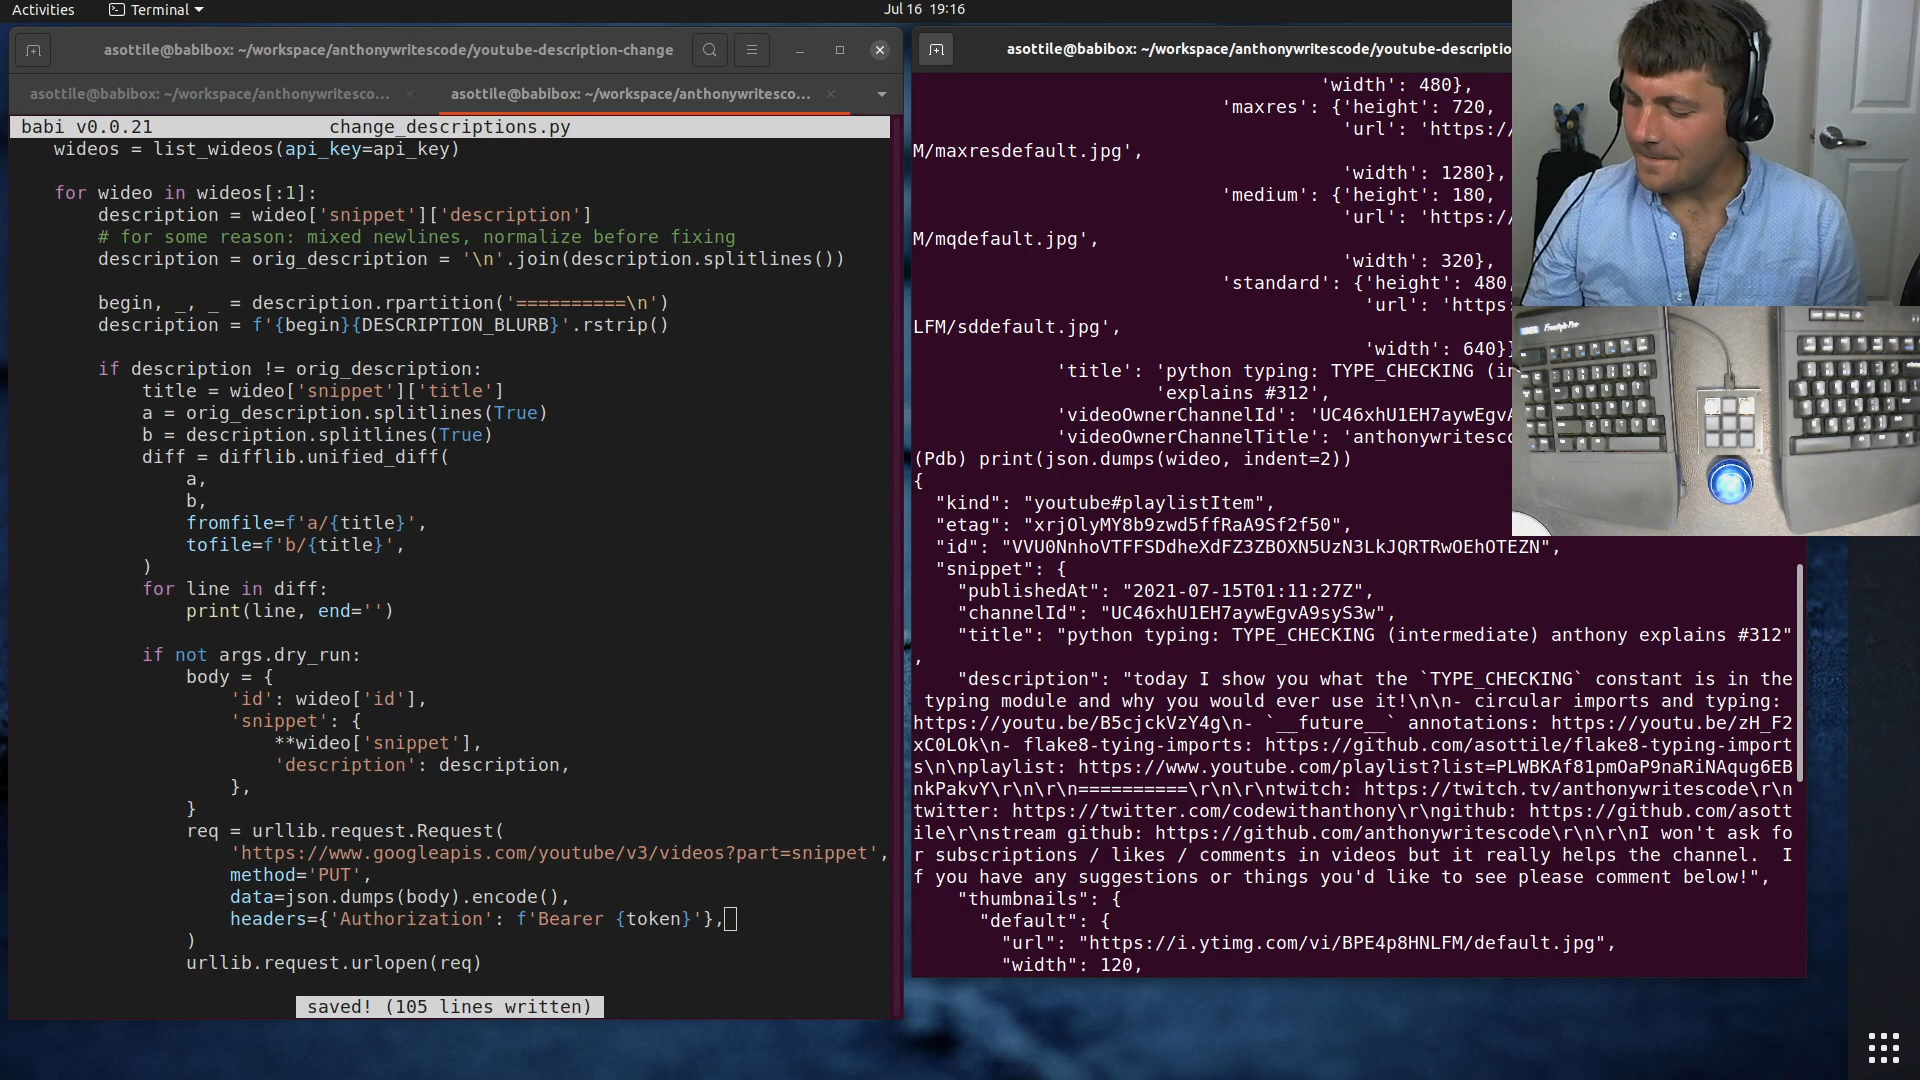 Activities
Terminal
Jul 16 19:16
asottile@babibox: ~/workspace/anthonywritescode/youtube-description-change
asottile@babibox: ~/workspace/anthonywritesco...
asottile@babibox: ~/workspace/anthonywritesco...
babi v0.0.21
change_descriptions.py
wideos = list_wideos(api_key=api_key)
for wideo in wideos[:1]:
description = wideo['snippet']['description']
# for some reason: mixed newlines, normalize before fixing
description = orig_description = '\n'.join(description.splitlines())
begin, _, _ = description.rpartition('==========\n')
description = f'{begin}{DESCRIPTION_BLURB}'.rstrip()
if description != orig_description:
title = wideo['snippet']['title']
a = orig_description.splitlines(True)
b = description.splitlines(True)
diff = difflib.unified_diff(
a,
b,
fromfile=f'a/{title}',
tofile=f'b/{title}',
)
for line in diff:
print(line, end='')
if not args.dry_run:
body = {
'id': wideo['id'],
'snippet': {
**wideo['snippet'],
'description': description,
},
}
req = urllib.request.Request(
'https://www.googleapis.com/youtube/v3/videos?part=snippet',
method='PUT',
data=json.dumps(body).encode(),
headers={'Authorization': f'Bearer {token}'},
)
urllib.request.urlopen(req)
saved! (105 lines written)
asottile@babibox: ~/workspace/anthonywritescode/youtube-descriptio
'width': 480},
'maxres': {'height': 720,
'url': 'https:/
M/maxresdefault.jpg',
'width': 1280},
'medium': {'height': 180,
'url': 'https:/
M/mqdefault.jpg',
'width': 320},
'standard': {'height': 480,
'url': 'https:
LFM/sddefault.jpg',
'width': 640}
'title': 'python typing: TYPE_CHECKING (in
'explains #312',
'videoOwnerChannelId': 'UC46xhU1EH7aywEgvA
'videoOwnerChannelTitle': 'anthonywritesc
(Pdb) print(json.dumps(wideo, indent=2))
{
"kind": "youtube#playlistItem",
"etag": "xrjOlyMY8b9zwd5ffRaA9Sf2f50",
"id": "VVU0NnhoVTFFSDdheXdFZ3ZBOXN5UzN3LkJQRTRwOEhOTEZN",
"snippet": {
"publishedAt": "2021-07-15T01:11:27Z",
"channelId": "UC46xhU1EH7aywEgvA9syS3w",
"title": "python typing: TYPE_CHECKING (intermediate) anthony explains #312"
,
"description": "today I show you what the `TYPE_CHECKING` constant is in the
typing module and why you would ever use it!\n\n- circular imports and typing:
https://youtu.be/B5cjckVzY4g\n- `__future__` annotations: https://youtu.be/zH_F2
xC0LOk\n- flake8-tying-imports: https://github.com/asottile/flake8-typing-import
s\n\nplaylist: https://www.youtube.com/playlist?list=PLWBKAf81pmOaP9naRiNAqug6EB
nkPakvY\r\n\r\n==========\r\n\r\ntwitch: https://twitch.tv/anthonywritescode\r\n
twitter: https://twitter.com/codewithanthony\r\ngithub: https://github.com/asott
ile\r\nstream github: https://github.com/anthonywritescode\r\n\r\nI won't ask fo
r subscriptions / likes / comments in videos but it really helps the channel.  I
f you have any suggestions or things you'd like to see please comment below!",
"thumbnails": {
"default": {
"url": "https://i.ytimg.com/vi/BPE4p8HNLFM/default.jpg",
"width": 120,
Freestyle Pro